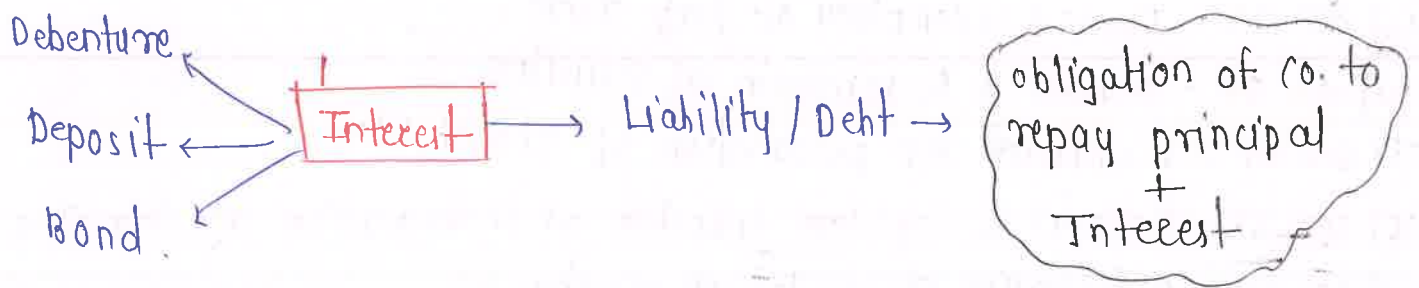 Debenture
Deposit
Bond.
Interest
Liability / Debt
obligation of co. to
repay principal
+
Interest